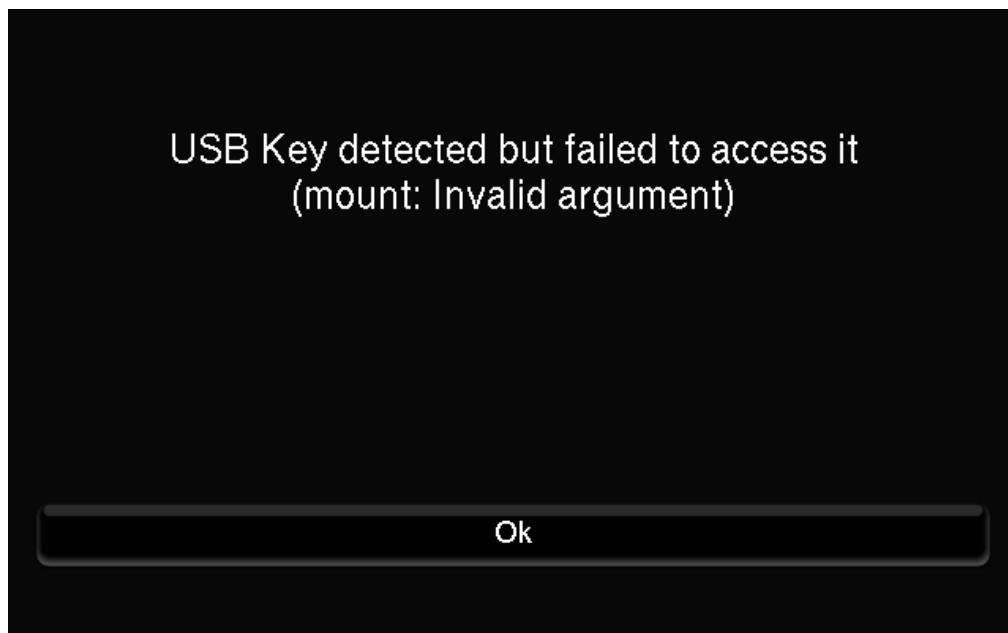 USB Key detected but failed to access it
(mount: Invalid argument)
Ok